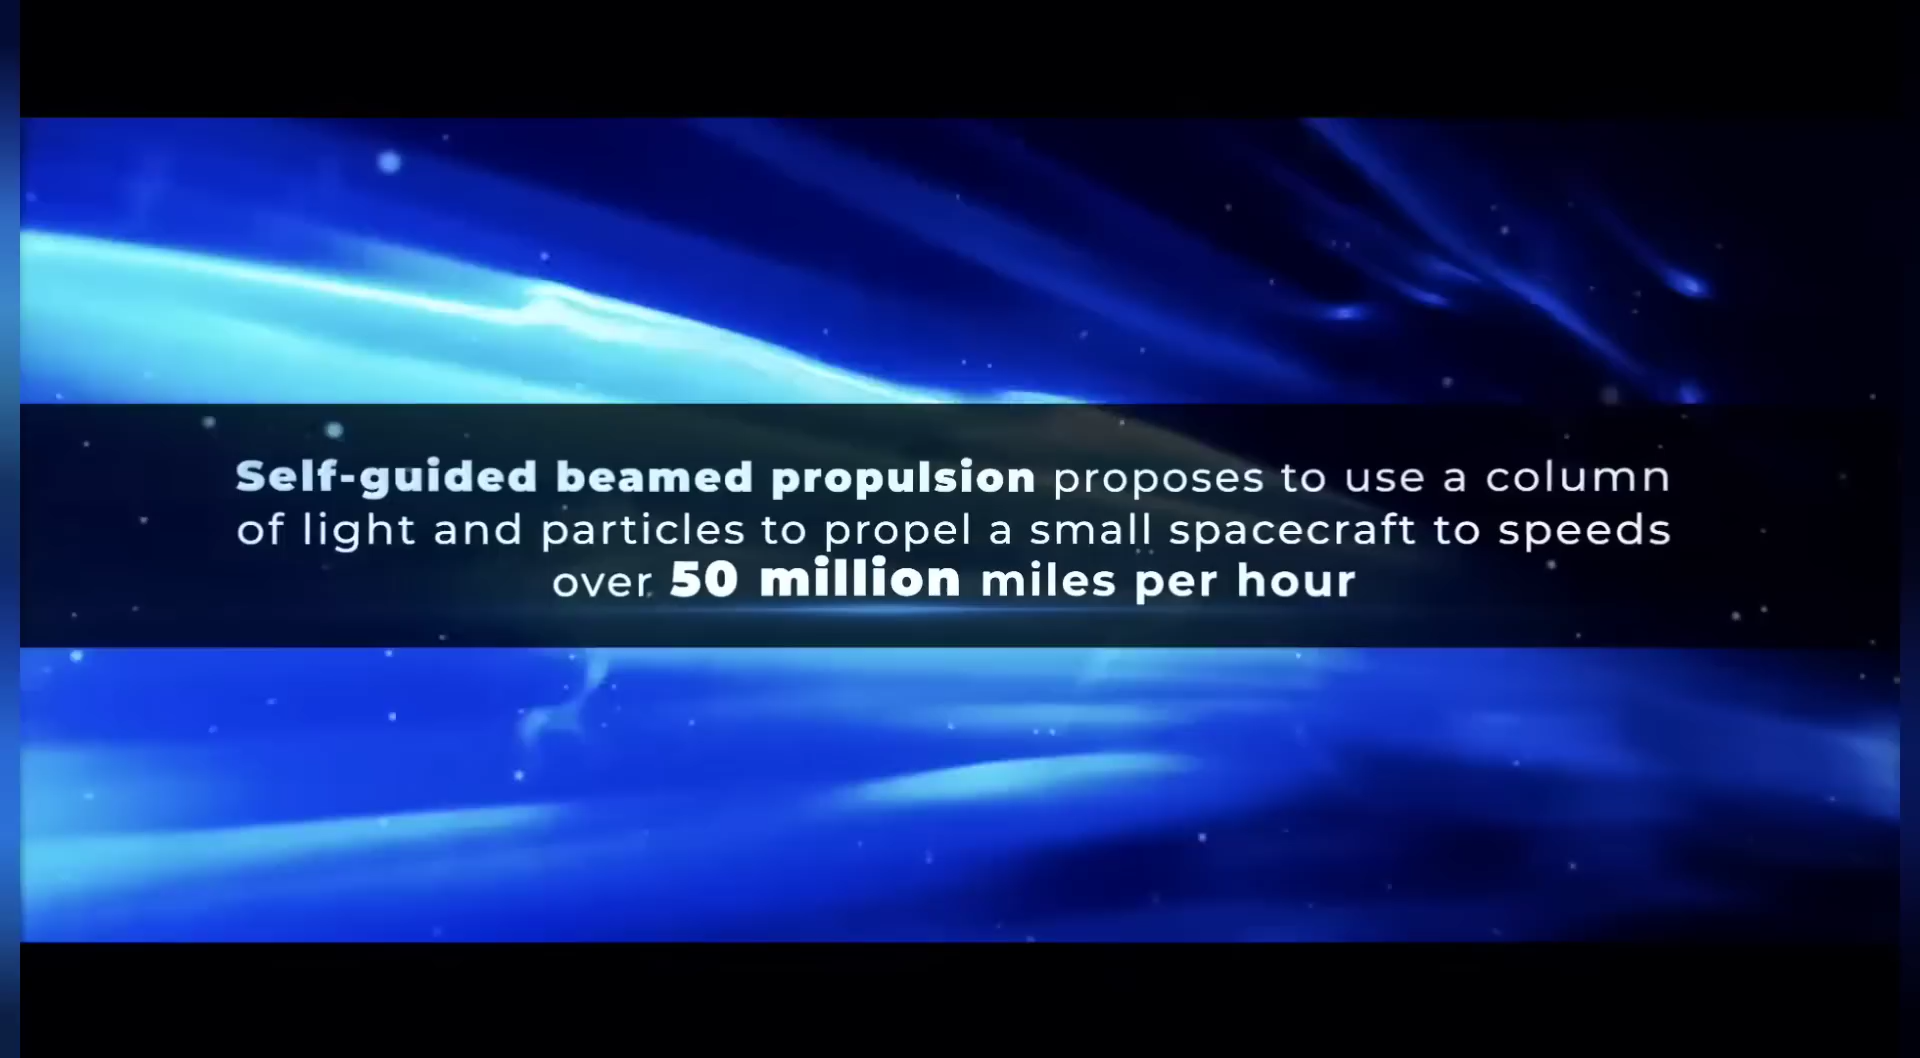 Self-guided beamed propulsion proposes to use a column
of light and particles to propel a small spacecraft to speeds
over 50 million miles per hour